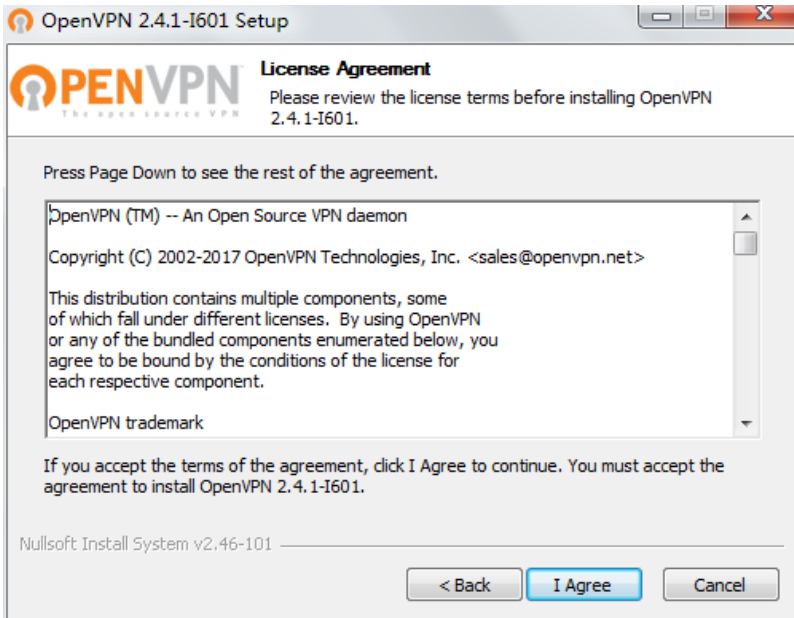 OpenVPN 2.4.1-I601 Setup
OPENVPN
The open source VPN
License Agreement
Please review the license terms before installing OpenVPN
2.4.1-I601.
Press Page Down to see the rest of the agreement.
OpenVPN (TM) -- An Open Source VPN daemon
Copyright (C) 2002-2017 OpenVPN Technologies, Inc. <sales@openvpn.net>
This distribution contains multiple components, some
of which fall under different licenses.  By using OpenVPN
or any of the bundled components enumerated below, you
agree to be bound by the conditions of the license for
each respective component.
OpenVPN trademark
If you accept the terms of the agreement, click I Agree to continue. You must accept the
agreement to install OpenVPN 2.4.1-I601.
Nullsoft Install System v2.46-101
< Back
I Agree
Cancel